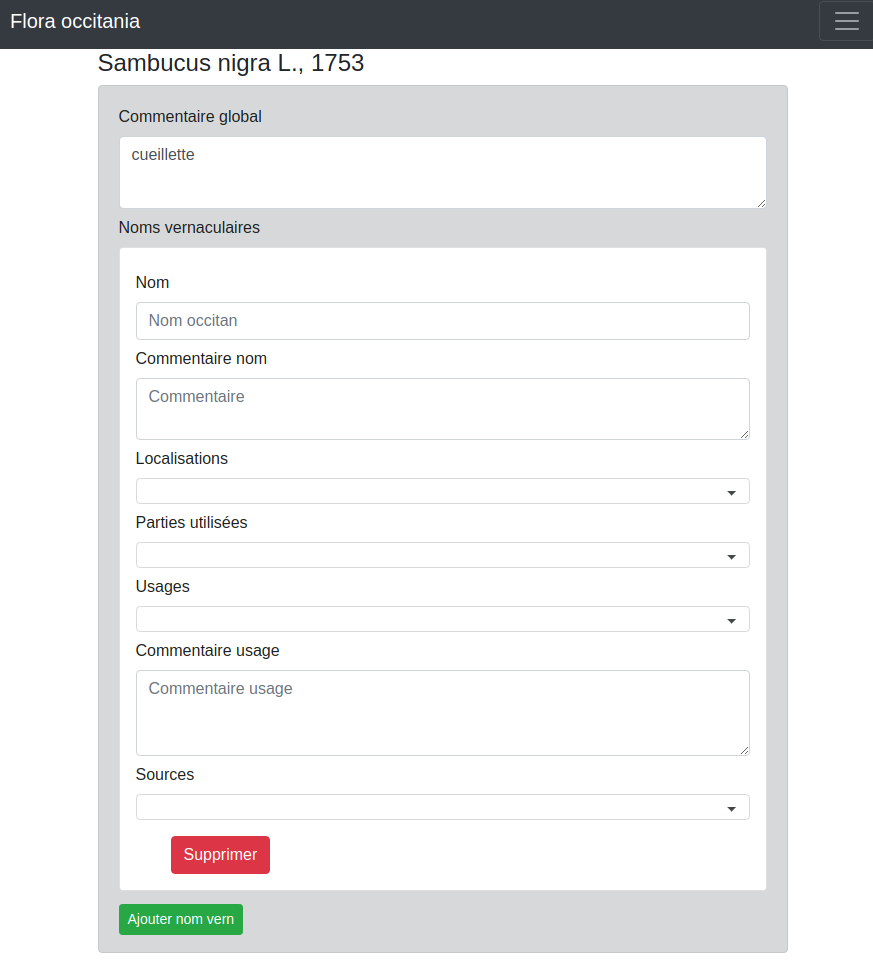 Flora occitania
Sambucus nigra L., 1753
Commentaire global
cueillette
Noms vernaculaires
Nom
Nom occitan
Commentaire nom
Commentaire
Localisations
Parties utilisées
Usages
Commentaire usage
Commentaire usage
Sources
Supprimer
Ajouter nom vern